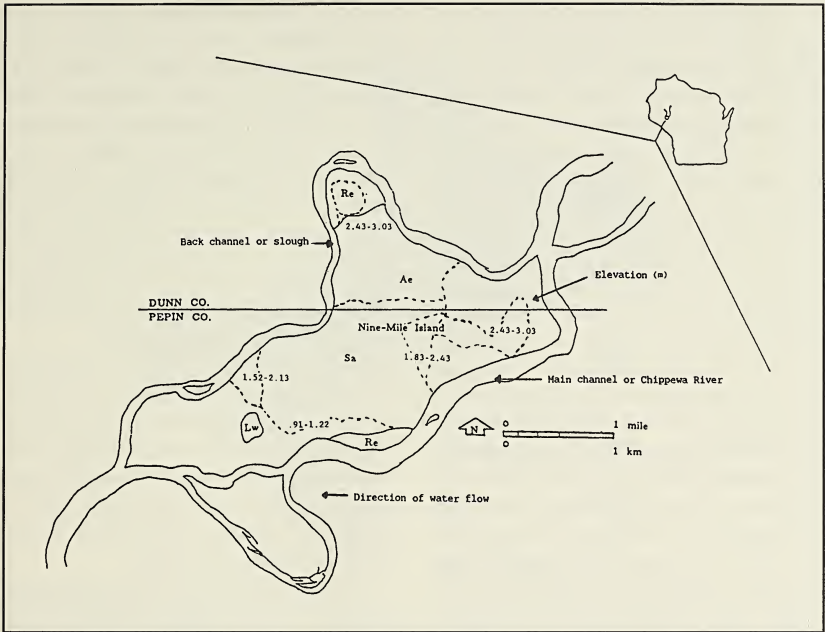 Re
2.43-3.03
Back channel or slough
Ae
Elevation (m)
DUNN CO.
PEPIN CO.
Nine-Mile Island
2.43-3.03
Sa
1.83-2.43
1.52-2.13
Main channel or Chippewa River
Lw
.91-1.22
Re
N
0
1 mile
0
1 km
Direction of water flow